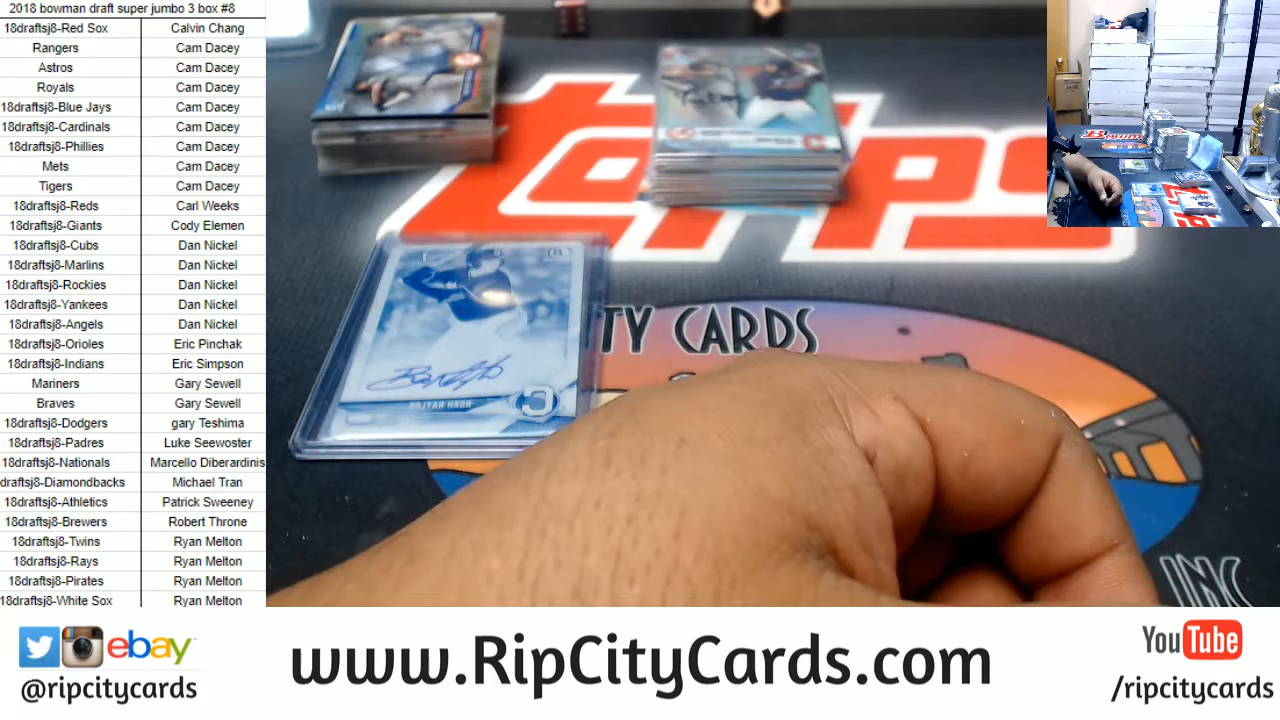 2018 bowman draft super jumbo 3 box #8
18draftsj8-Red Sox Calvin Chang
Rangers Cam Dacey
Astros Cam Dacey
Royals Cam Dacey
18draftsj8-Blue Jays Cam Dacey
18draftsj8-Cardinals Cam Dacey
18draftsj8-Phillies Cam Dacey
Mets Cam Dacey
Tigers Cam Dacey
18draftsj8-Reds Carl Weeks
18draftsj8-Giants Cody Elemen
18draftsj8-Cubs Dan Nickel
18draftsj8-Marlins Dan Nickel
18draftsj8-Rockies Dan Nickel
18draftsj8-Yankees Dan Nickel
18draftsj8-Angels Dan Nickel
18draftsj8-Orioles Eric Pinchak
18draftsj8-Indians Eric Simpson
Mariners Gary Sewell
Braves Gary Sewell
18draftsj8-Dodgers gary Teshima
18draftsj8-Padres Luke Seewoster
18draftsj8-Nationals Marcello Diberardinis
draftsj8-Diamondbacks Michael Tran
18draftsj8-Athletics Patrick Sweeney
18draftsj8-Brewers Robert Throne
18draftsj8-Twins Ryan Melton
18draftsj8-Rays Ryan Melton
18draftsj8-Pirates Ryan Melton
18draftsj8-White Sox Ryan Melton
Topps
TY CARDS
INC
ebay
@ripcitycards
www.RipCityCards.com
YouTube
/ripcitycards